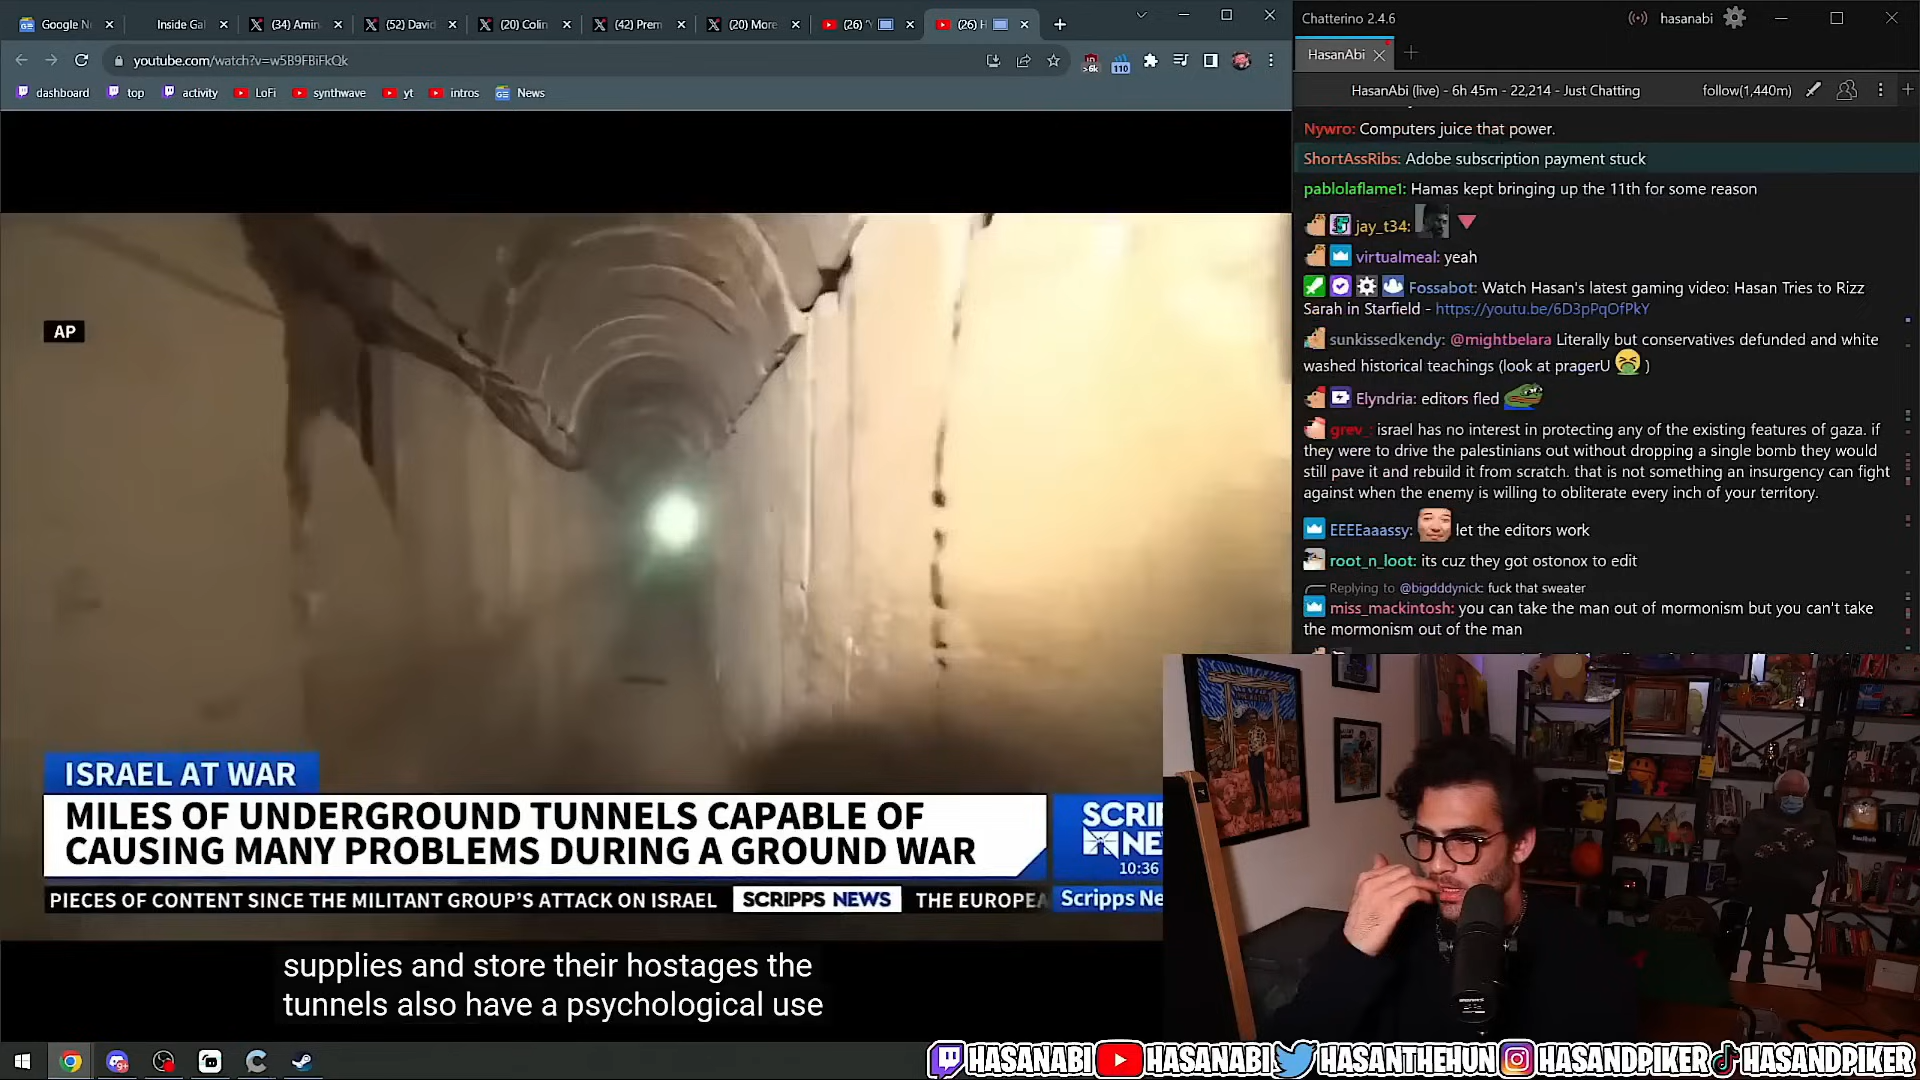 Google N
Inside Gal
(34) Amin
(52) David
(20) Colin
(42) Prem
(20) More
(26) "
(26) H
youtube.com/watch?v=w5B9FBiFkQk
>6k
110
dashboard
top
activity
LoFi
synthwave
yt
intros
News
AP
ISRAEL AT WAR
MILES OF UNDERGROUND TUNNELS CAPABLE OF
CAUSING MANY PROBLEMS DURING A GROUND WAR
SCRIP
NE
10:36
PIECES OF CONTENT SINCE THE MILITANT GROUP'S ATTACK ON ISRAEL
SCRIPPS NEWS
THE EUROPEA
Scripps Ne
supplies and store their hostages the
tunnels also have a psychological use
Chatterino 2.4.6
hasanabi
HasanAbi
HasanAbi (live) - 6h 45m - 22,214 - Just Chatting
follow(1,440m)
Nywro: Computers juice that power.
ShortAssRibs: Adobe subscription payment stuck
pablolaflame1: Hamas kept bringing up the 11th for some reason
jay_t34:
virtualmeal: yeah
Fossabot: Watch Hasan's latest gaming video: Hasan Tries to Rizz
Sarah in Starfield - https://youtu.be/6D3pPqOfPkY
sunkissedkendy: @mightbelara Literally but conservatives defunded and white
washed historical teachings (look at pragerU )
Elyndria: editors fled
grev_: israel has no interest in protecting any of the existing features of gaza. if
they were to drive the palestinians out without dropping a single bomb they would
still pave it and rebuild it from scratch. that is not something an insurgency can fight
against when the enemy is willing to obliterate every inch of your territory.
EEEEaaassy: let the editors work
root_n_loot: its cuz they got ostonox to edit
Replying to @bigdddynick: fuck that sweater
miss_mackintosh: you can take the man out of mormonism but you can't take
the mormonism out of the man
HASANABI
HASANABI
HASANTHEHUN
HASANDPIKER
HASANDPIKER